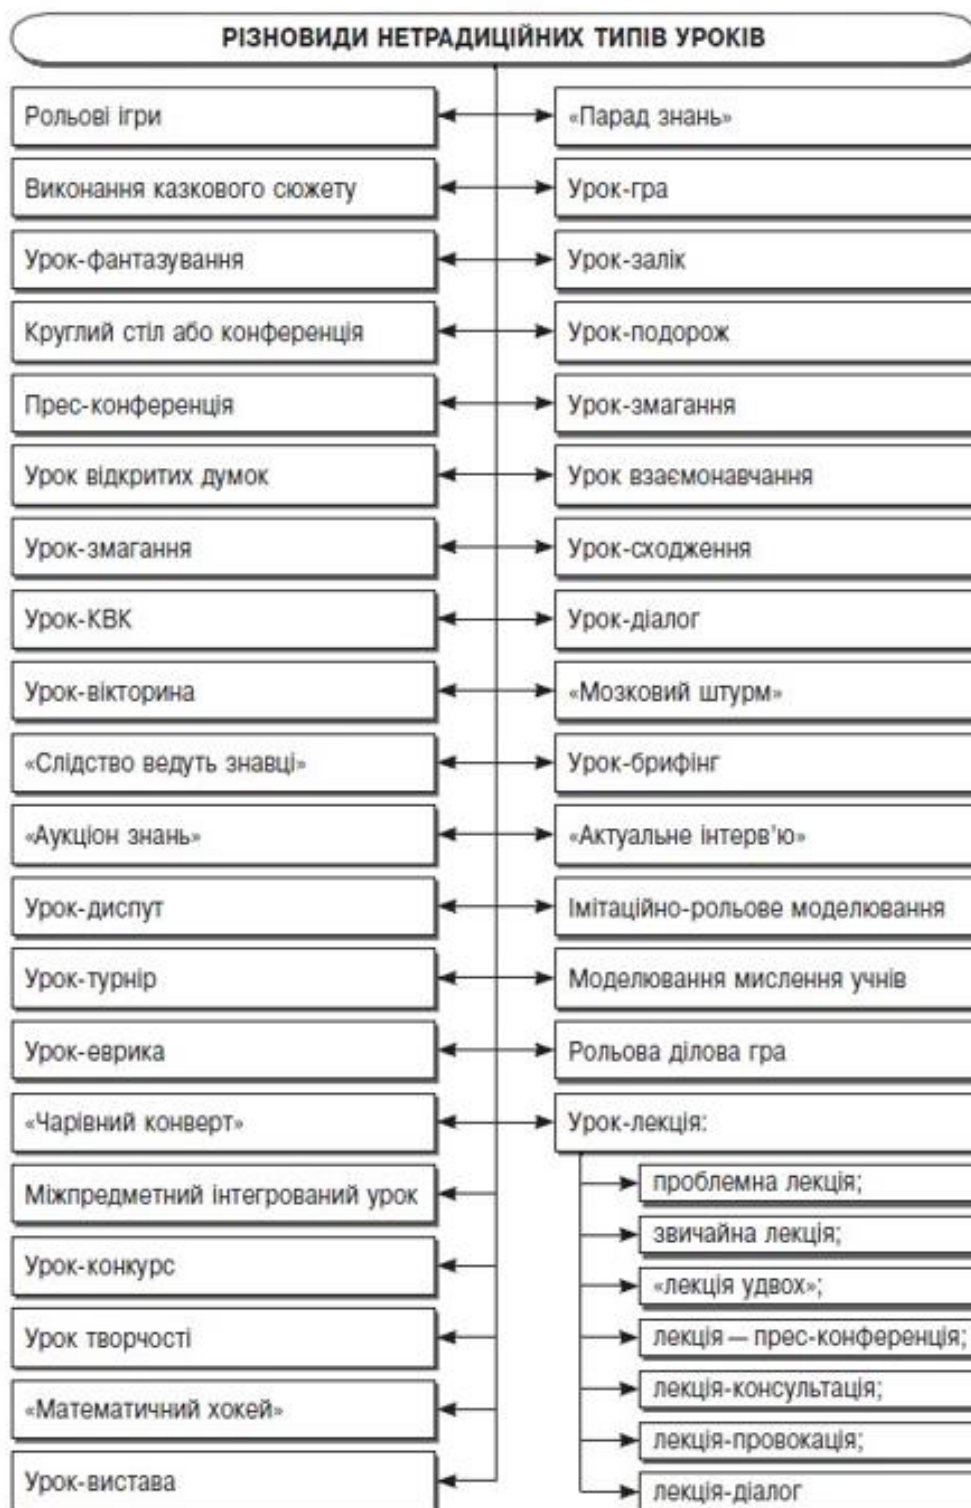 РІЗНОВИДИ НЕТРАДИЦІЙНИХ ТИПІВ УРОКІВ
Рольові ігри
«Парад знань»
Виконання казкового сюжету
Урок-гра
Урок-фантазування
Урок-залік
Круглий стіл або конференція
Урок-подорож
Прес-конференція
Урок-змагання
Урок відкритих думок
Урок взаємонавчання
Урок-змагання
Урок-сходження
Урок-КВК
Урок-діалог
Урок-вікторина
«Мозковий штурм»
«Слідство ведуть знавці»
Урок-брифінг
«Аукціон знань»
«Актуальне інтерв'ю»
Урок-диспут
Імітаційно-рольове моделювання
Урок-турнір
Моделювання мислення учнів
Урок-еврика
Рольова ділова гра
«Чарівний конверт»
Урок-лекція:
Міжпредметний інтегрований урок
проблемна лекція;
звичайна лекція;
Урок-конкурс
«лекція удвох»;
Урок творчості
лекція — прес-конференція;
лекція-консультація;
«Математичний хокей»
лекція-провокація;
Урок-вистава
лекція-діалог